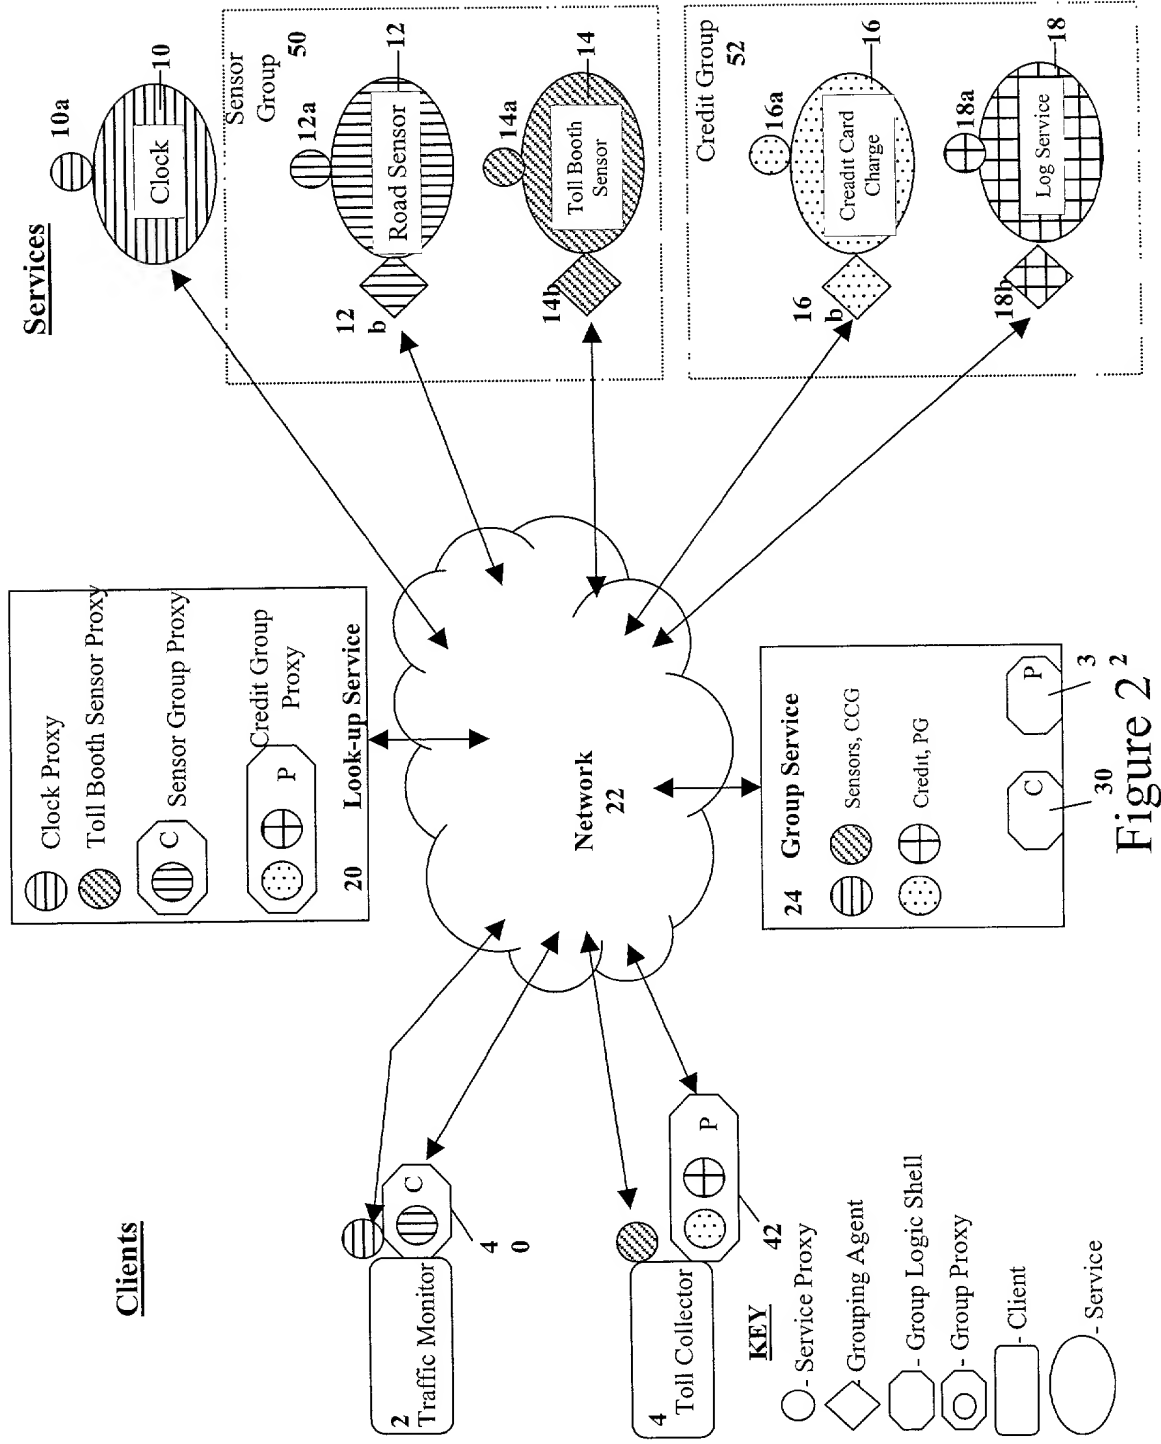 Clients
Services
2
Traffic Monitor
4
0
C
4
Toll Collector
42
P
KEY
- Service Proxy
- Grouping Agent
- Group Logic Shell
- Group Proxy
- Client
- Service
Clock Proxy
Toll Booth Sensor Proxy
C
Sensor Group Proxy
P
Credit Group
Proxy
20
Look-up Service
Network
22
24
Group Service
Sensors, CCG
Credit, PG
C
P
30
3
2
10a
10
Clock
Sensor
Group
50
12a
12
Road Sensor
12
b
14a
14
Toll Booth
Sensor
14b
Credit Group
52
16a
16
Creadit Card
Charge
16
b
18a
18
Log Service
18b
Figure 2